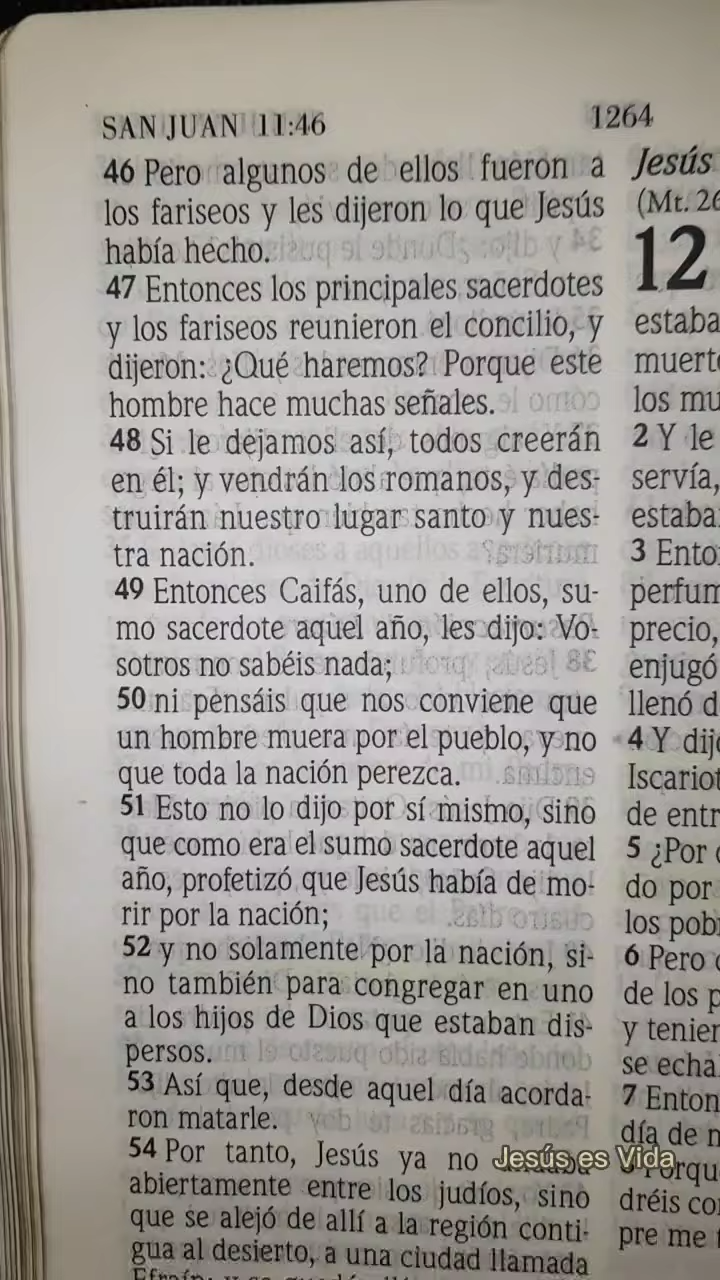 SAN JUAN 11:46
1264
46 Pero algunos de ellos fueron a
los fariseos y les dijeron lo que Jesús
había hecho.
47 Entonces los principales sacerdotes
y los fariseos reunieron el concilio, y
dijeron: ¿Qué haremos? Porque este
hombre hace muchas señales.
48 Si le dejamos así, todos creerán
en él; y vendrán los romanos, y des-
truirán nuestro lugar santo y nues-
tra nación.
49 Entonces Caifás, uno de ellos, su-
mo sacerdote aquel año, les dijo: Vo-
sotros no sabéis nada;
50 ni pensáis que nos conviene que
un hombre muera por el pueblo, y no
que toda la nación perezca.
51 Esto no lo dijo por sí mismo, sino
que como era el sumo sacerdote aquel
año, profetizó que Jesús había de mo-
rir por la nación;
52 y no solamente por la nación, si-
no también para congregar en uno
a los hijos de Dios que estaban dis-
persos.
53 Así que, desde aquel día acorda-
ron matarle.
54 Por tanto, Jesús ya no
abiertamente entre los judíos, sino
que se alejó de allí a la región conti-
gua al desierto, a una ciudad llamada
Jesús
(Mt. 26
12
estaba
muerto
los mu
2 Y le
servía,
estaba
3 Ento
perfum
precio,
enjugó
llenó d
4 Y dijo
Iscariot
de entr
5 ¿Por
do por
los pob
6 Pero
de los p
y tenien
se echa
7 Enton
día de m
dréis co
pre me
Jesús es Vida